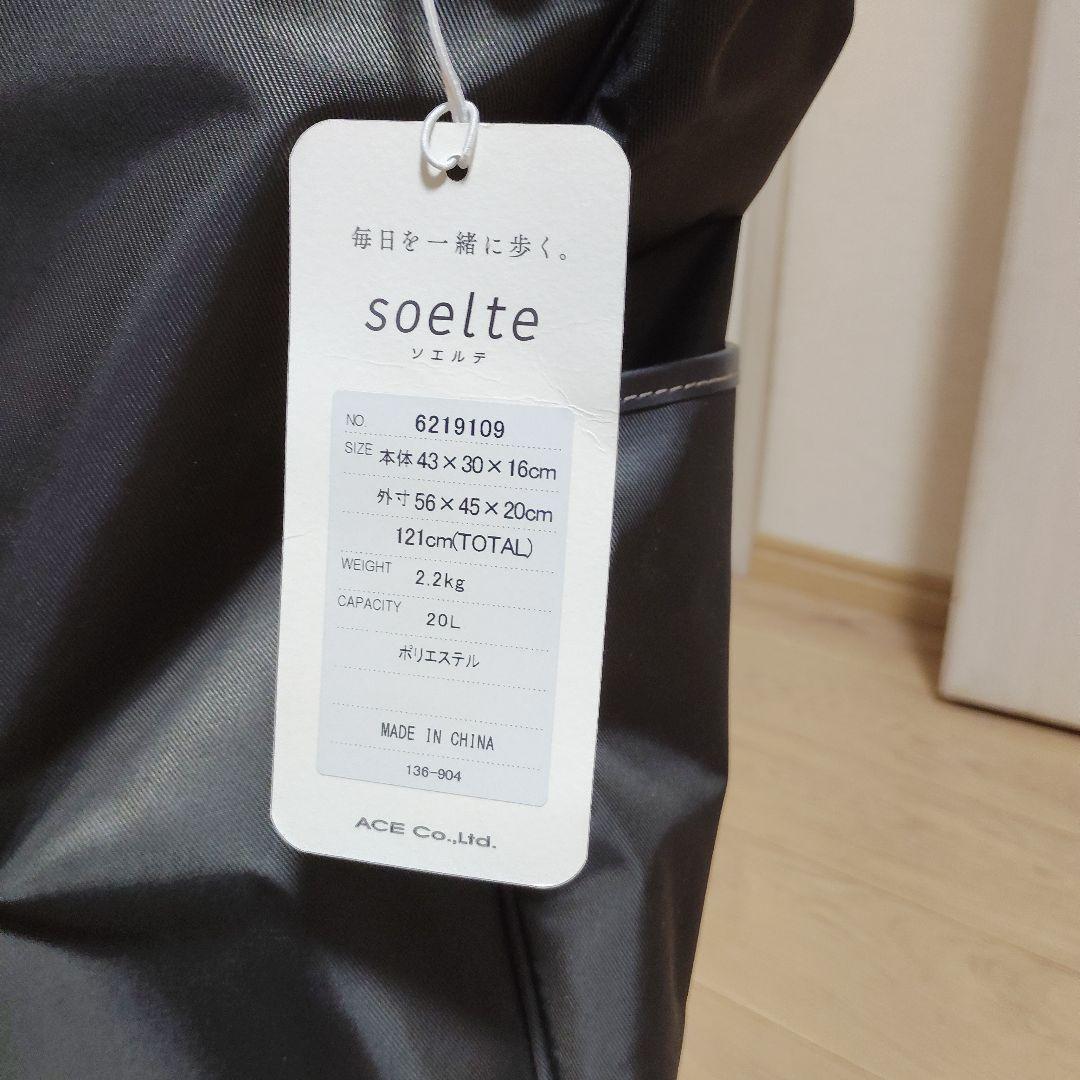 毎日を一緒に歩く。
soelte
ソエルテ
NO. 6219109
SIZE 本体 43×30×16cm
外寸 56×45×20cm
121cm(TOTAL)
WEIGHT 2.2kg
CAPACITY 20L
ポリエステル
MADE IN CHINA
136-904
ACE Co.,Ltd.